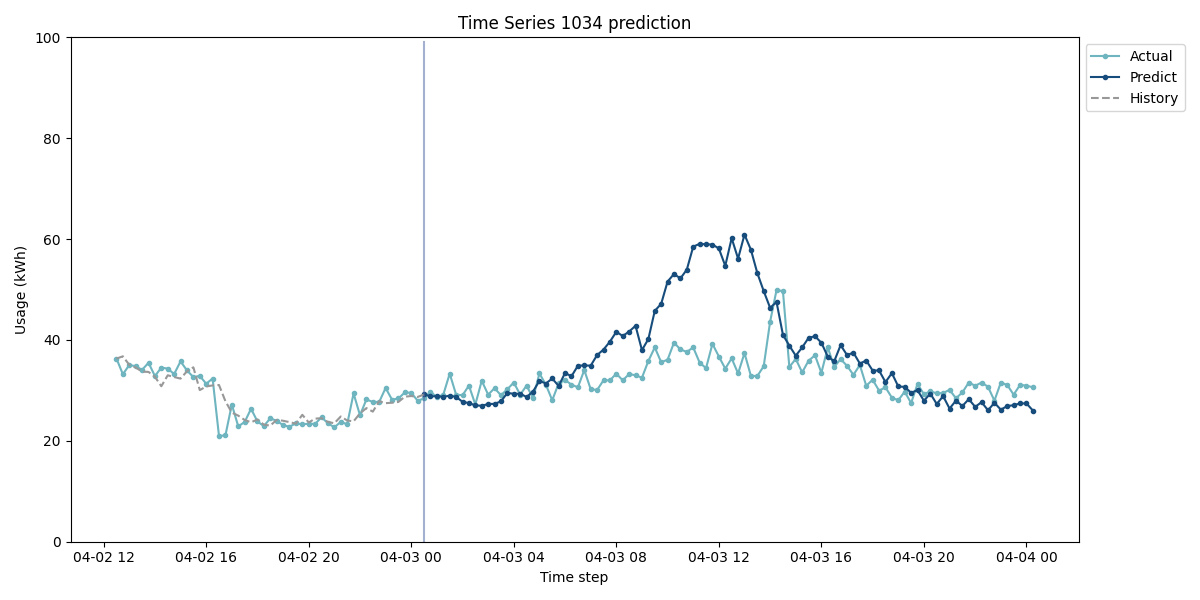 Time Series 1034 prediction
100
80
60
40
20
0
Usage (kWh)
04-02 12
04-02 16
04-02 20
04-03 00
04-03 04
04-03 08
04-03 12
04-03 16
04-03 20
04-04 00
Time step
Actual
Predict
History